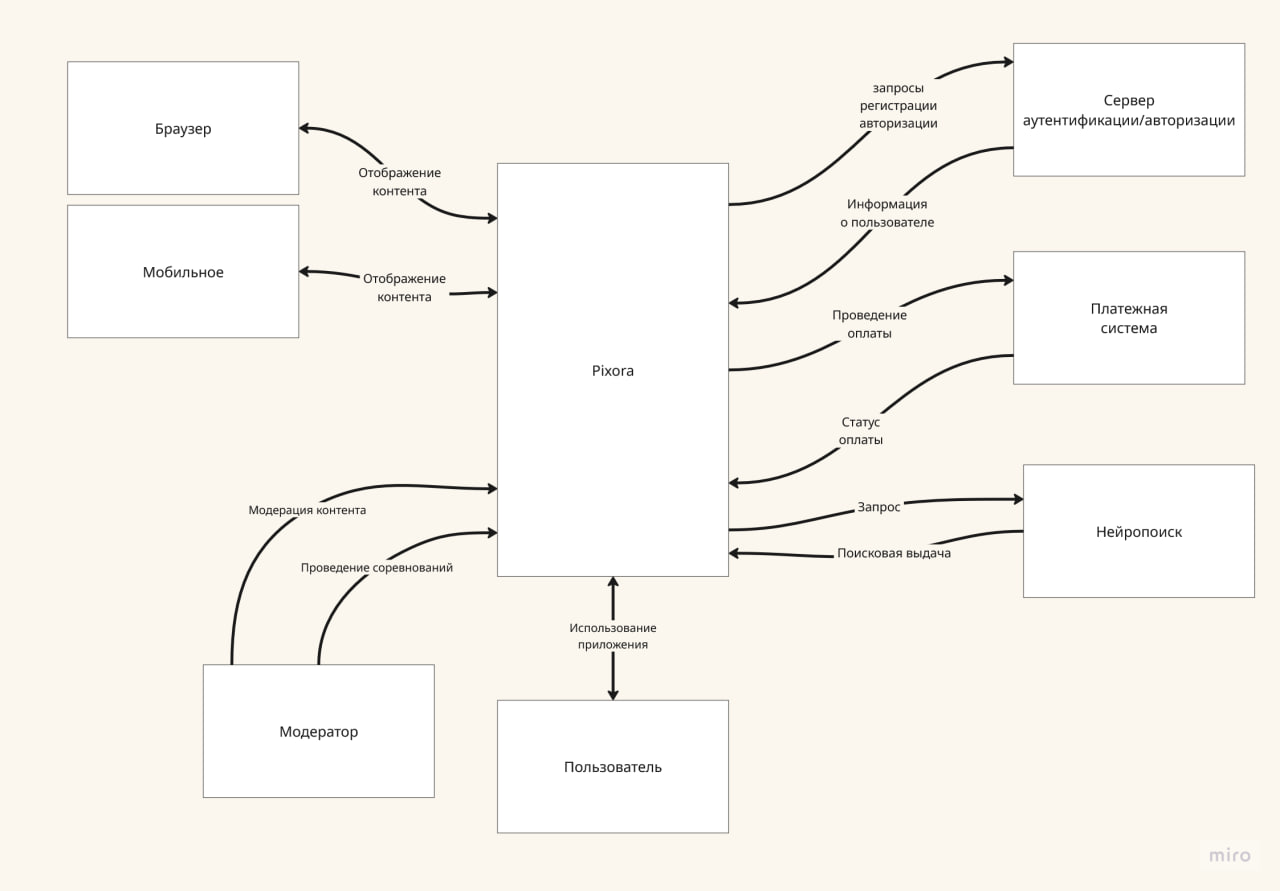 Браузер
Отображение
контента
Мобильное
Отображение
контента
Pixora
запросы
регистрации
авторизации
Сервер
аутентификации/авторизации
Информация
о пользователе
Проведение
оплаты
Платежная
система
Статус
оплаты
Запрос
Нейропоиск
Поисковая выдача
Модерация контента
Проведение соревнований
Модератор
Использование
приложения
Пользователь
miro